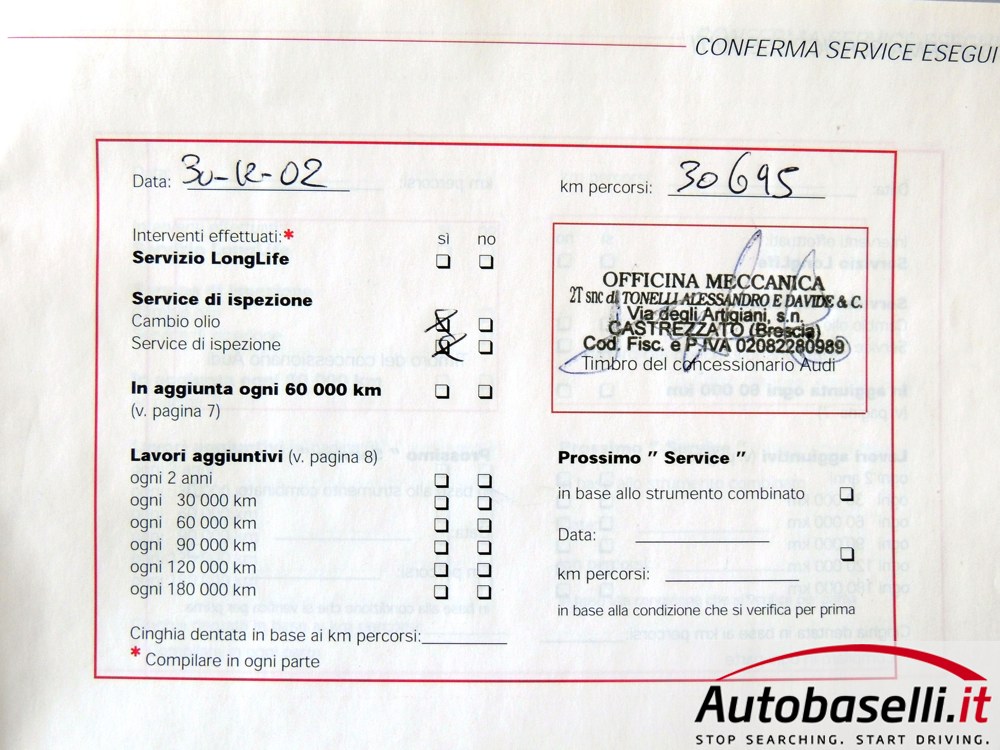 CONFERMA SERVICE ESEGUI
Data: 30-12-02
km percorsi: 30695
Interventi effettuati:* sì no
Servizio LongLife
Service di ispezione
Cambio olio
Service di ispezione
In aggiunta ogni 60 000 km
(v. pagina 7)
Lavori aggiuntivi (v. pagina 8)
ogni 2 anni
ogni 30 000 km
ogni 60 000 km
ogni 90 000 km
ogni 120 000 km
ogni 180 000 km
Cinghia dentata in base ai km percorsi:
* Compilare in ogni parte
OFFICINA MECCANICA
2T snc di TONELLI ALESSANDRO E DAVIDE & C.
Via degli Artigiani, s.n.
CASTREZZATO (Brescia)
Cod. Fisc. e P.IVA 02082280989
Timbro del concessionario Audi
Prossimo " Service "
in base allo strumento combinato
Data:
km percorsi:
in base alla condizione che si verifica per prima
Autobaselli.it
STOP SEARCHING. START DRIVING.